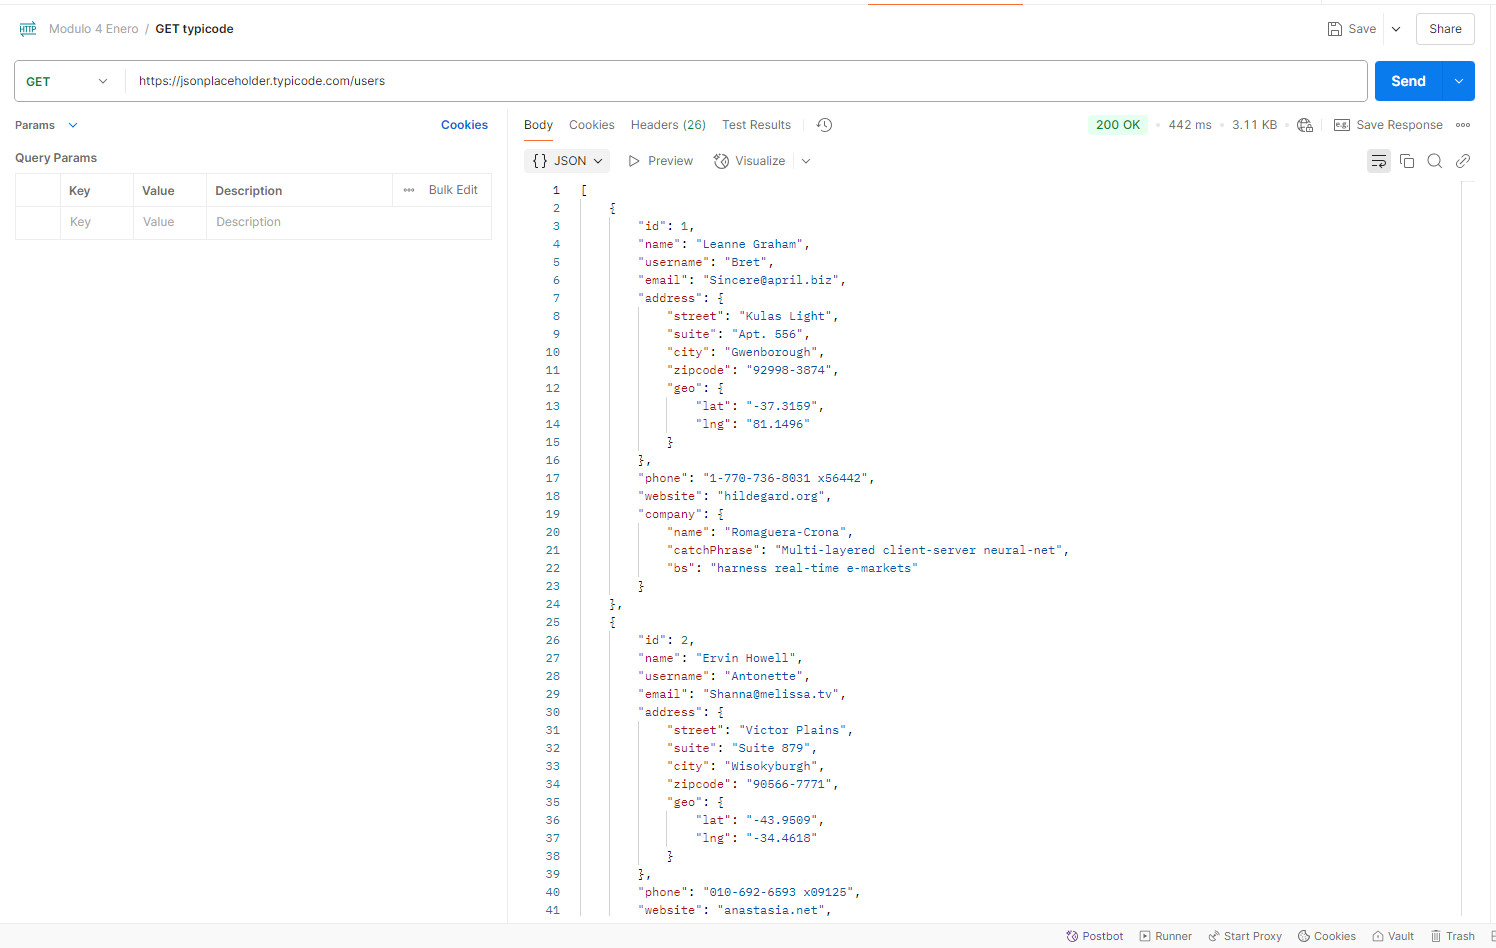 HTTP Modulo 4 Enero / GET typicode Save Share
GET https://jsonplaceholder.typicode.com/users Send
Params Cookies
Query Params
Key Value Description ••• Bulk Edit
Key Value Description
Body Cookies Headers (26) Test Results 200 OK • 442 ms • 3.11 KB • e.g. Save Response •••
{} JSON Preview Visualize
1 [
2 {
3 "id": 1,
4 "name": "Leanne Graham",
5 "username": "Bret",
6 "email": "Sincere@april.biz",
7 "address": {
8 "street": "Kulas Light",
9 "suite": "Apt. 556",
10 "city": "Gwenborough",
11 "zipcode": "92998-3874",
12 "geo": {
13 "lat": "-37.3159",
14 "lng": "81.1496"
15 }
16 },
17 "phone": "1-770-736-8031 x56442",
18 "website": "hildegard.org",
19 "company": {
20 "name": "Romaguera-Crona",
21 "catchPhrase": "Multi-layered client-server neural-net",
22 "bs": "harness real-time e-markets"
23 }
24 },
25 {
26 "id": 2,
27 "name": "Ervin Howell",
28 "username": "Antonette",
29 "email": "Shanna@melissa.tv",
30 "address": {
31 "street": "Victor Plains",
32 "suite": "Suite 879",
33 "city": "Wisokyburgh",
34 "zipcode": "90566-7771",
35 "geo": {
36 "lat": "-43.9509",
37 "lng": "-34.4618"
38 }
39 },
40 "phone": "010-692-6593 x09125",
41 "website": "anastasia.net",
Postbot Runner Start Proxy Cookies Vault Trash